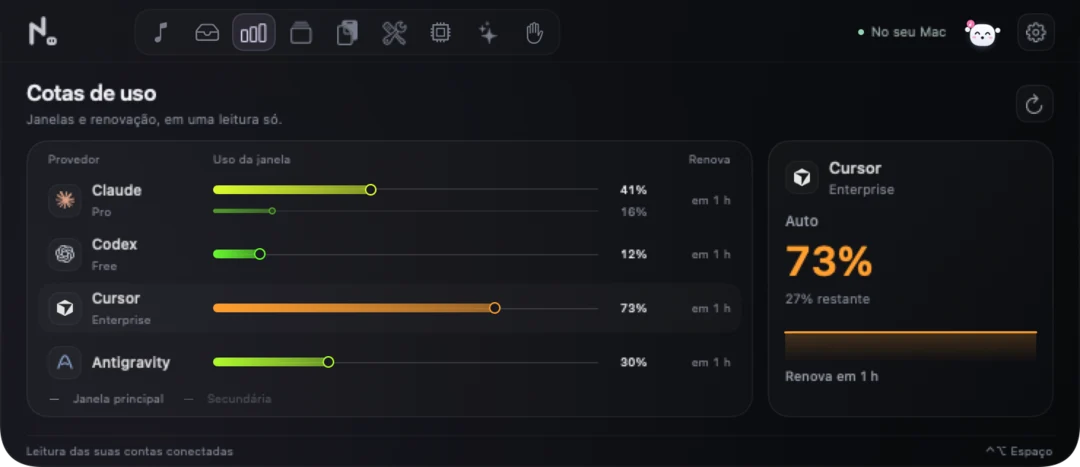 N.
No seu Mac
Cotas de uso
Janelas e renovação, em uma leitura só.
Provedor Uso da janela Renova
Claude
Pro
41%
16%
em 1 h
Codex
Free
12%
em 1 h
Cursor
Enterprise
73%
em 1 h
Antigravity
30%
em 1 h
— Janela principal — Secundária
Cursor
Enterprise
Auto
73%
27% restante
Renova em 1 h
Leitura das suas contas conectadas
^⌥ Espaço